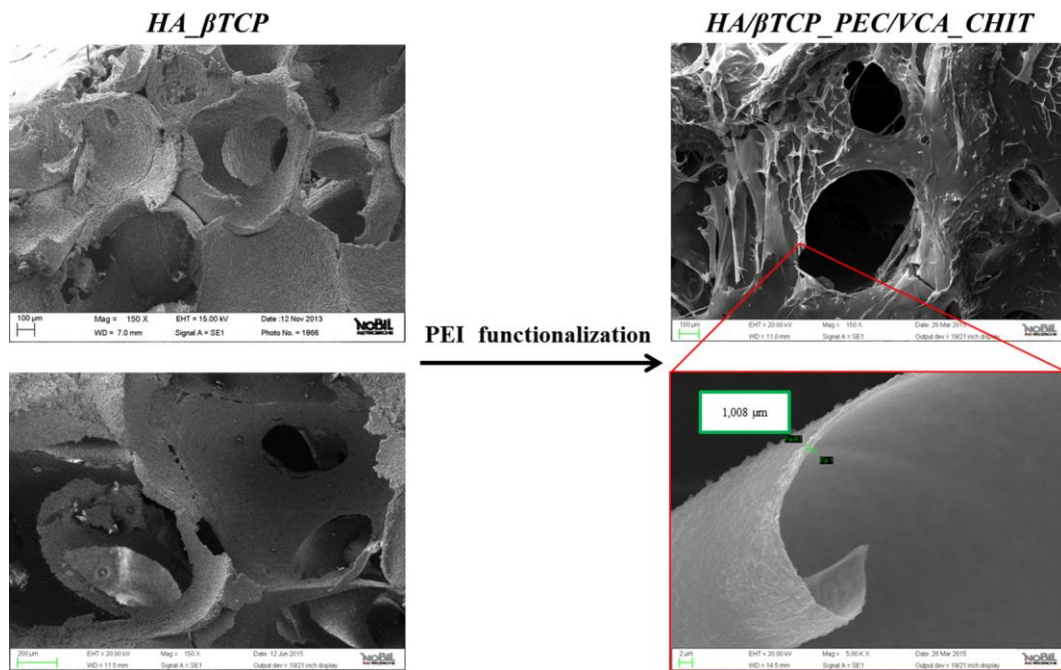 HA_βTCP
HA/βTCP_PEC/VCA_CHIT
100 µm
Mag = 150 X
EHT = 15.00 kV
Date :12 Nov 2013
WD = 7.0 mm
Signal A = SE1
Photo No. = 1866
NOBIL
100 µm
EHT = 20.00 kV
Mag = 150 X
Date :26 Mar 2015
WD = 11.0 mm
Signal A = SE1
Output dev = 19/21 inch display
NOBIL
PEI functionalization
1,008 µm
200 µm
EHT = 20.00 kV
Mag = 150 X
Date :12 Jun 2015
WD = 11.5 mm
Signal A = SE1
Output dev = 19/21 inch display
NOBIL
2 µm
EHT = 20.00 kV
Mag = 5.00 K X
Date :26 Mar 2015
WD = 14.5 mm
Signal A = SE1
Output dev = 19/21 inch display
NOBIL